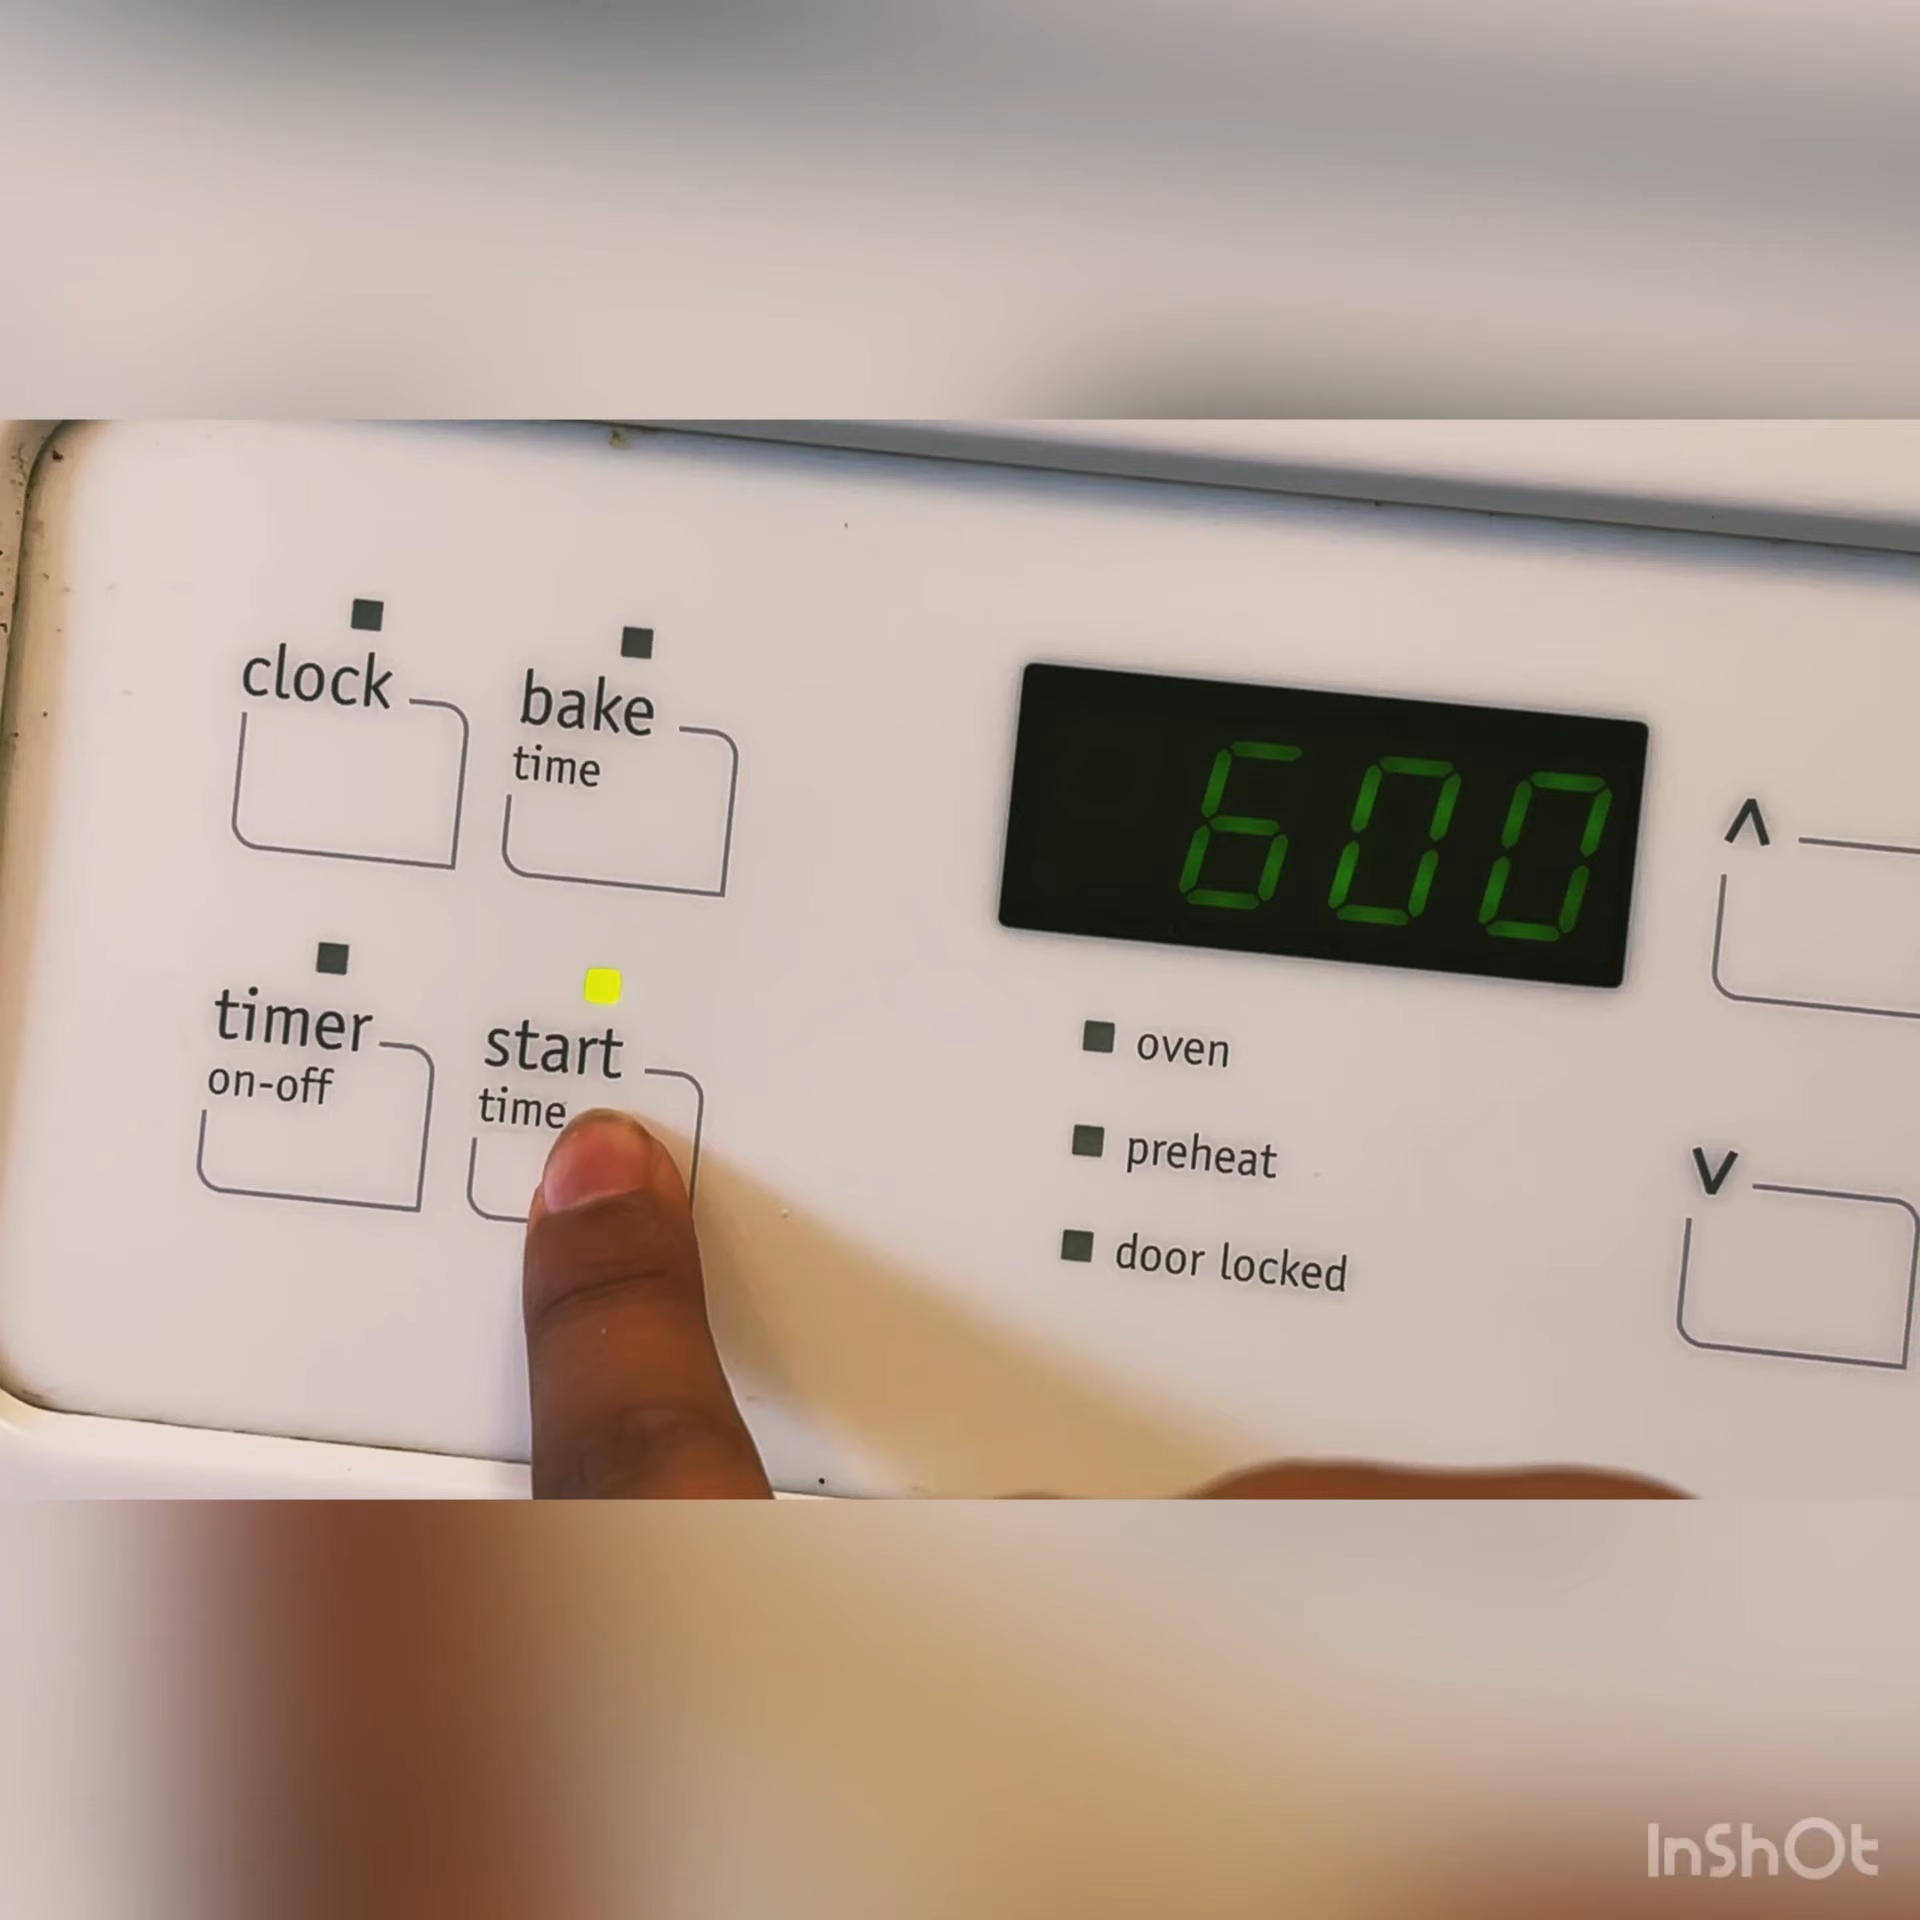 clock
bake
time
600
timer
on-off
start
time
oven
preheat
door locked
InShOt